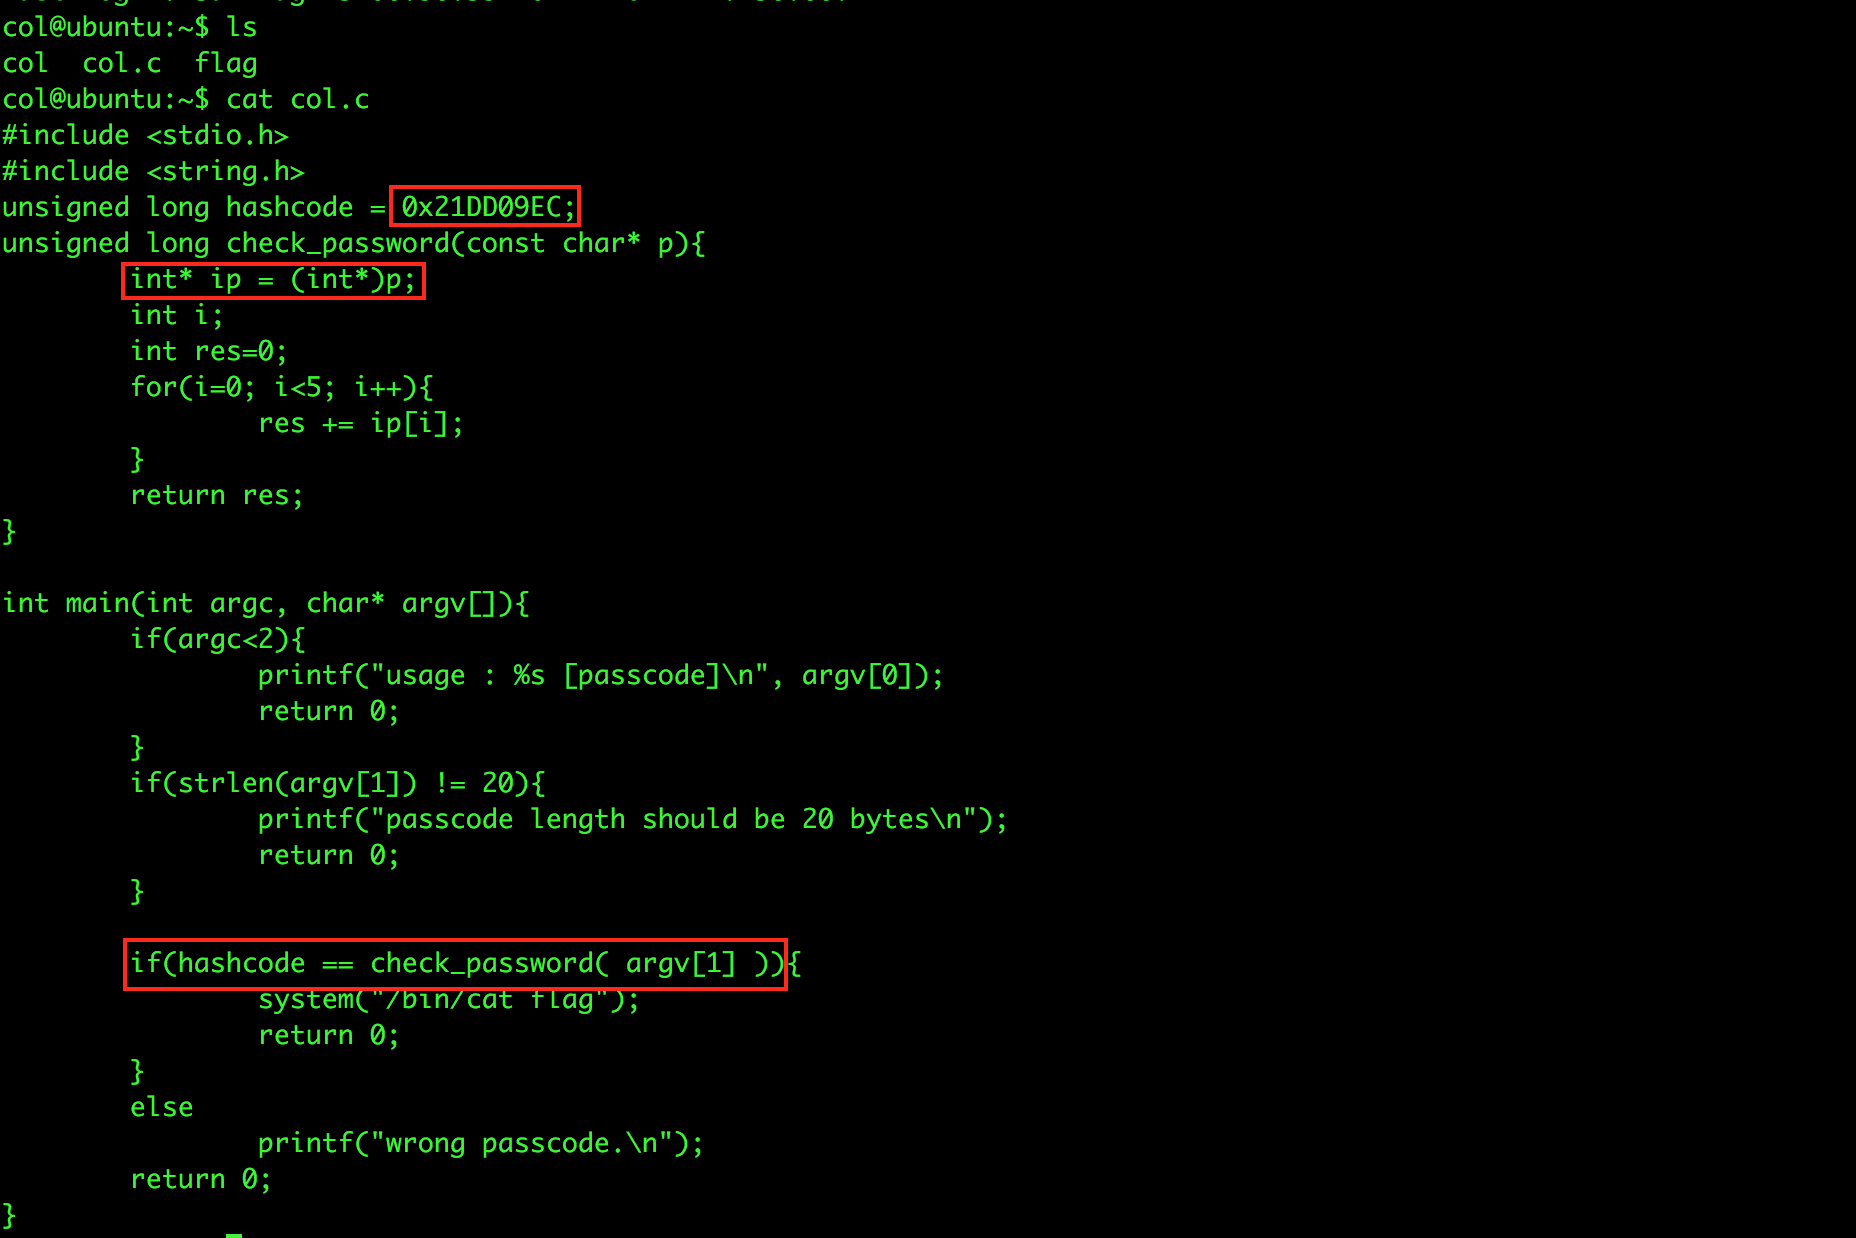 col@ubuntu:~$ ls
col  col.c  flag
col@ubuntu:~$ cat col.c
#include <stdio.h>
#include <string.h>
unsigned long hashcode = 0x21DD09EC;
unsigned long check_password(const char* p){
        int* ip = (int*)p;
        int i;
        int res=0;
        for(i=0; i<5; i++){
                res += ip[i];
        }
        return res;
}

int main(int argc, char* argv[]){
        if(argc<2){
                printf("usage : %s [passcode]\n", argv[0]);
                return 0;
        }
        if(strlen(argv[1]) != 20){
                printf("passcode length should be 20 bytes\n");
                return 0;
        }

        if(hashcode == check_password( argv[1] )){
                system("/bin/cat flag");
                return 0;
        }
        else
                printf("wrong passcode.\n");
        return 0;
}